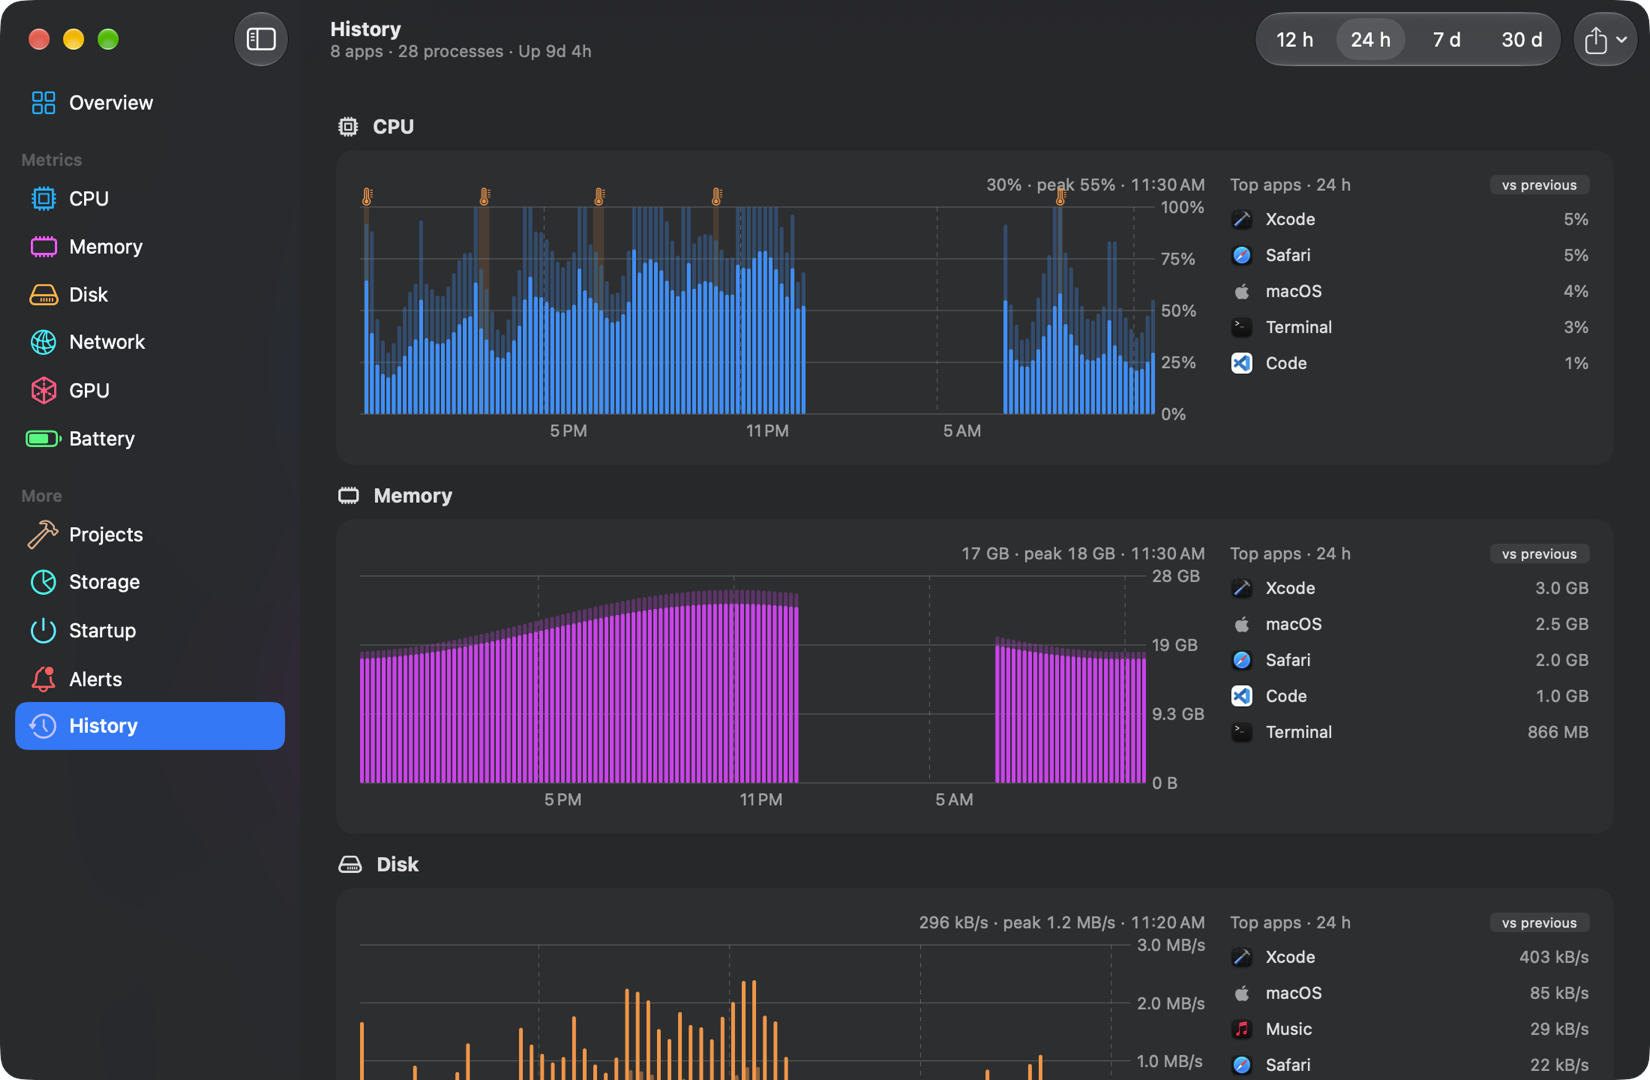 History
8 apps · 28 processes · Up 9d 4h
12 h
24 h
7 d
30 d
Overview
Metrics
CPU
Memory
Disk
Network
GPU
Battery
More
Projects
Storage
Startup
Alerts
History
CPU
30% · peak 55% · 11:30 AM
100%
75%
50%
25%
0%
5 PM
11 PM
5 AM
Top apps · 24 h
vs previous
Xcode 5%
Safari 5%
macOS 4%
Terminal 3%
Code 1%
Memory
17 GB · peak 18 GB · 11:30 AM
28 GB
19 GB
9.3 GB
0 B
5 PM
11 PM
5 AM
Top apps · 24 h
vs previous
Xcode 3.0 GB
macOS 2.5 GB
Safari 2.0 GB
Code 1.0 GB
Terminal 866 MB
Disk
296 kB/s · peak 1.2 MB/s · 11:20 AM
3.0 MB/s
2.0 MB/s
1.0 MB/s
Top apps · 24 h
vs previous
Xcode 403 kB/s
macOS 85 kB/s
Music 29 kB/s
Safari 22 kB/s